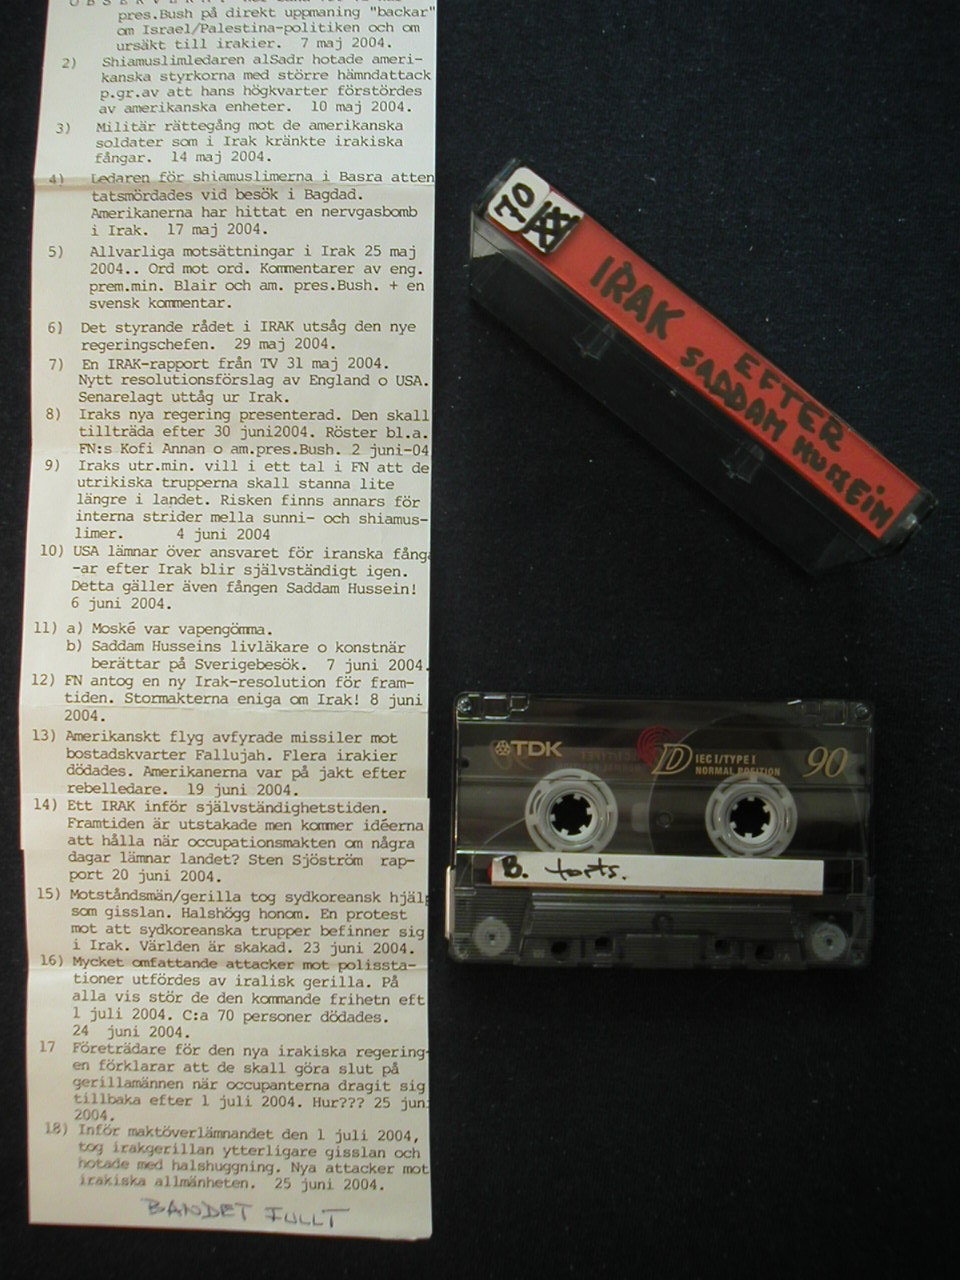 pres.Bush på direkt uppmaning "backar"
om Israel/Palestina-politiken och om
ursäkt till irakier. 7 maj 2004.
2) Shiamuslimledaren alSadr hotade ameri-
kanska styrkorna med större hämndattack
p.gr.av att hans högkvarter förstördes
av amerikanska enheter. 10 maj 2004.
3) Militär rättegång mot de amerikanska
soldater som i Irak kränkte irakiska
fångar. 14 maj 2004.
4) Ledaren för shiamuslimerna i Basra atten
tatsmördades vid besök i Bagdad.
Amerikanerna har hittat en nervgasbomb
i Irak. 17 maj 2004.
5) Allvarliga motsättningar i Irak 25 maj
2004.. Ord mot ord. Kommentarer av eng.
prem.min. Blair och am. pres.Bush. + en
svensk kommentar.
6) Det styrande rådet i IRAK utsåg den nye
regeringschefen. 29 maj 2004.
7) En IRAK-rapport från TV 31 maj 2004.
Nytt resolutionsförslag av England o USA.
Senarelagt uttåg ur Irak.
8) Iraks nya regering presenterad. Den skall
tillträda efter 30 juni2004. Röster bl.a.
FN:s Kofi Annan o am.pres.Bush. 2 juni-04
9) Iraks utr.min. vill i ett tal i FN att de
utrikiska trupperna skall stanna lite
längre i landet. Risken finns annars för
interna strider mella sunni- och shiamus-
limer. 4 juni 2004
10) USA lämnar över ansvaret för iranska fång
-ar efter Irak blir självständigt igen.
Detta gäller även fången Saddam Hussein!
6 juni 2004.
11) a) Moské var vapengömma.
b) Saddam Husseins livläkare o konstnär
berättar på Sverigebesök. 7 juni 2004.
12) FN antog en ny Irak-resolution för fram-
tiden. Stormakterna eniga om Irak! 8 juni
2004.
13) Amerikanskt flyg avfyrade missiler mot
bostadskvarter Fallujah. Flera irakier
dödades. Amerikanerna var på jakt efter
rebelledare. 19 juni 2004.
14) Ett IRAK inför självständighetstiden.
Framtiden är utstakade men kommer idéerna
att hålla när occupationsmakten om några
dagar lämnar landet? Sten Sjöström rap-
port 20 juni 2004.
15) Motståndsmän/gerilla tog sydkoreansk hjälp
som gisslan. Halshögg honom. En protest
mot att sydkoreanska trupper befinner sig
i Irak. Världen är skakad. 23 juni 2004.
16) Mycket omfattande attacker mot polissta-
tioner utfördes av iralisk gerilla. På
alla vis stör de den kommande frihetn eft
1 juli 2004. C:a 70 personer dödades.
24 juni 2004.
17 Företrädare för den nya irakiska regering-
en förklarar att de skall göra slut på
gerillamännen när occupanterna dragit sig
tillbaka efter 1 juli 2004. Hur??? 25 jun
2004.
18) Inför maktöverlämnandet den 1 juli 2004,
tog irakgerillan ytterligare gisslan och
hotade med halshuggning. Nya attacker mot
irakiska allmänheten. 25 juni 2004.
BANDET FULLT
70
IRAK EFTER
SADDAM HUSSEIN
TDK
D IEC I/TYPE I
NORMAL POSITION
90
B. forts.